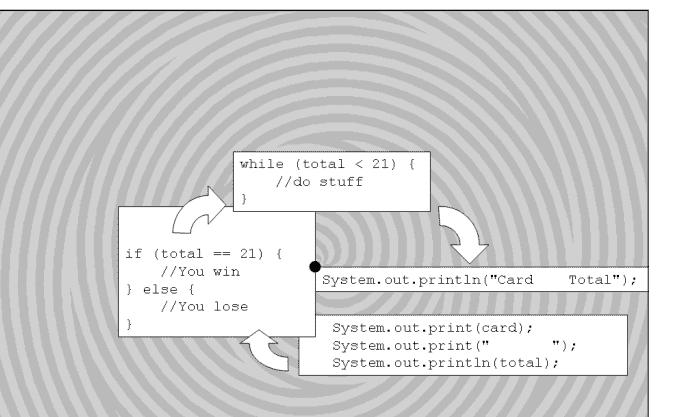 while (total < 21) {
    //do stuff
}
if (total == 21) {
    //You win
} else {
    //You lose
}
System.out.println("Card    Total");
System.out.print(card);
System.out.print("       ");
System.out.println(total);